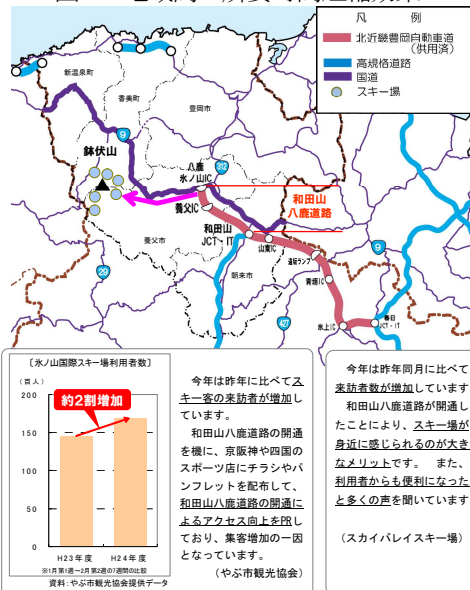 凡　例
北近畿豊岡自動車道
(供用済)
高規格道路
国道
スキー場
新温泉町
香美町
豊岡市
9
鉢伏山
八鹿
氷ノ山IC
312
和田山
八鹿道路
養父IC
和田山
JCT・IT
山東IC
養父市
遠阪ランプ
9
朝来市
青垣IC
29
427
氷上IC
春日
JCT・IT
〔氷ノ山国際スキー場利用者数〕
(百人)
200
約2割増加
150
100
50
0
H23年度
H24年度
※1月第1週～2月第2週の7週間の比較
資料：やぶ市観光協会提供データ
今年は昨年に比べてス
キー客の来訪者が増加し
ています。
和田山八鹿道路の開通
を機に、京阪神や四国の
スポーツ店にチラシやパ
ンフレットを配布して、
和田山八鹿道路の開通に
よるアクセス向上をPRし
ており、集客増加の一因
となっています。
(やぶ市観光協会)
今年は昨年同月に比べて
来訪者数が増加しています
和田山八鹿道路が開通し
たことにより、スキー場が
身近に感じられるのが大き
なメリットです。また、
利用者からも便利になった
と多くの声を聞いています
(スカイバレイスキー場)